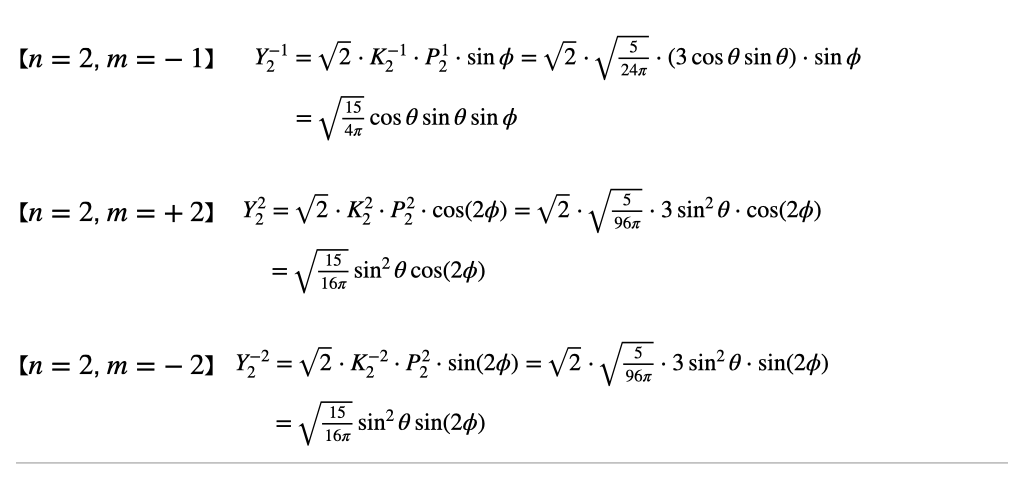 【n = 2, m = − 1】 Y₂⁻¹ = √2 · K₂⁻¹ · P₂¹ · sin ϕ = √2 · √(5/24π) · (3 cos θ sin θ) · sin ϕ
= √(15/4π) cos θ sin θ sin ϕ
【n = 2, m = + 2】 Y₂² = √2 · K₂² · P₂² · cos(2ϕ) = √2 · √(5/96π) · 3 sin² θ · cos(2ϕ)
= √(15/16π) sin² θ cos(2ϕ)
【n = 2, m = − 2】 Y₂⁻² = √2 · K₂⁻² · P₂² · sin(2ϕ) = √2 · √(5/96π) · 3 sin² θ · sin(2ϕ)
= √(15/16π) sin² θ sin(2ϕ)